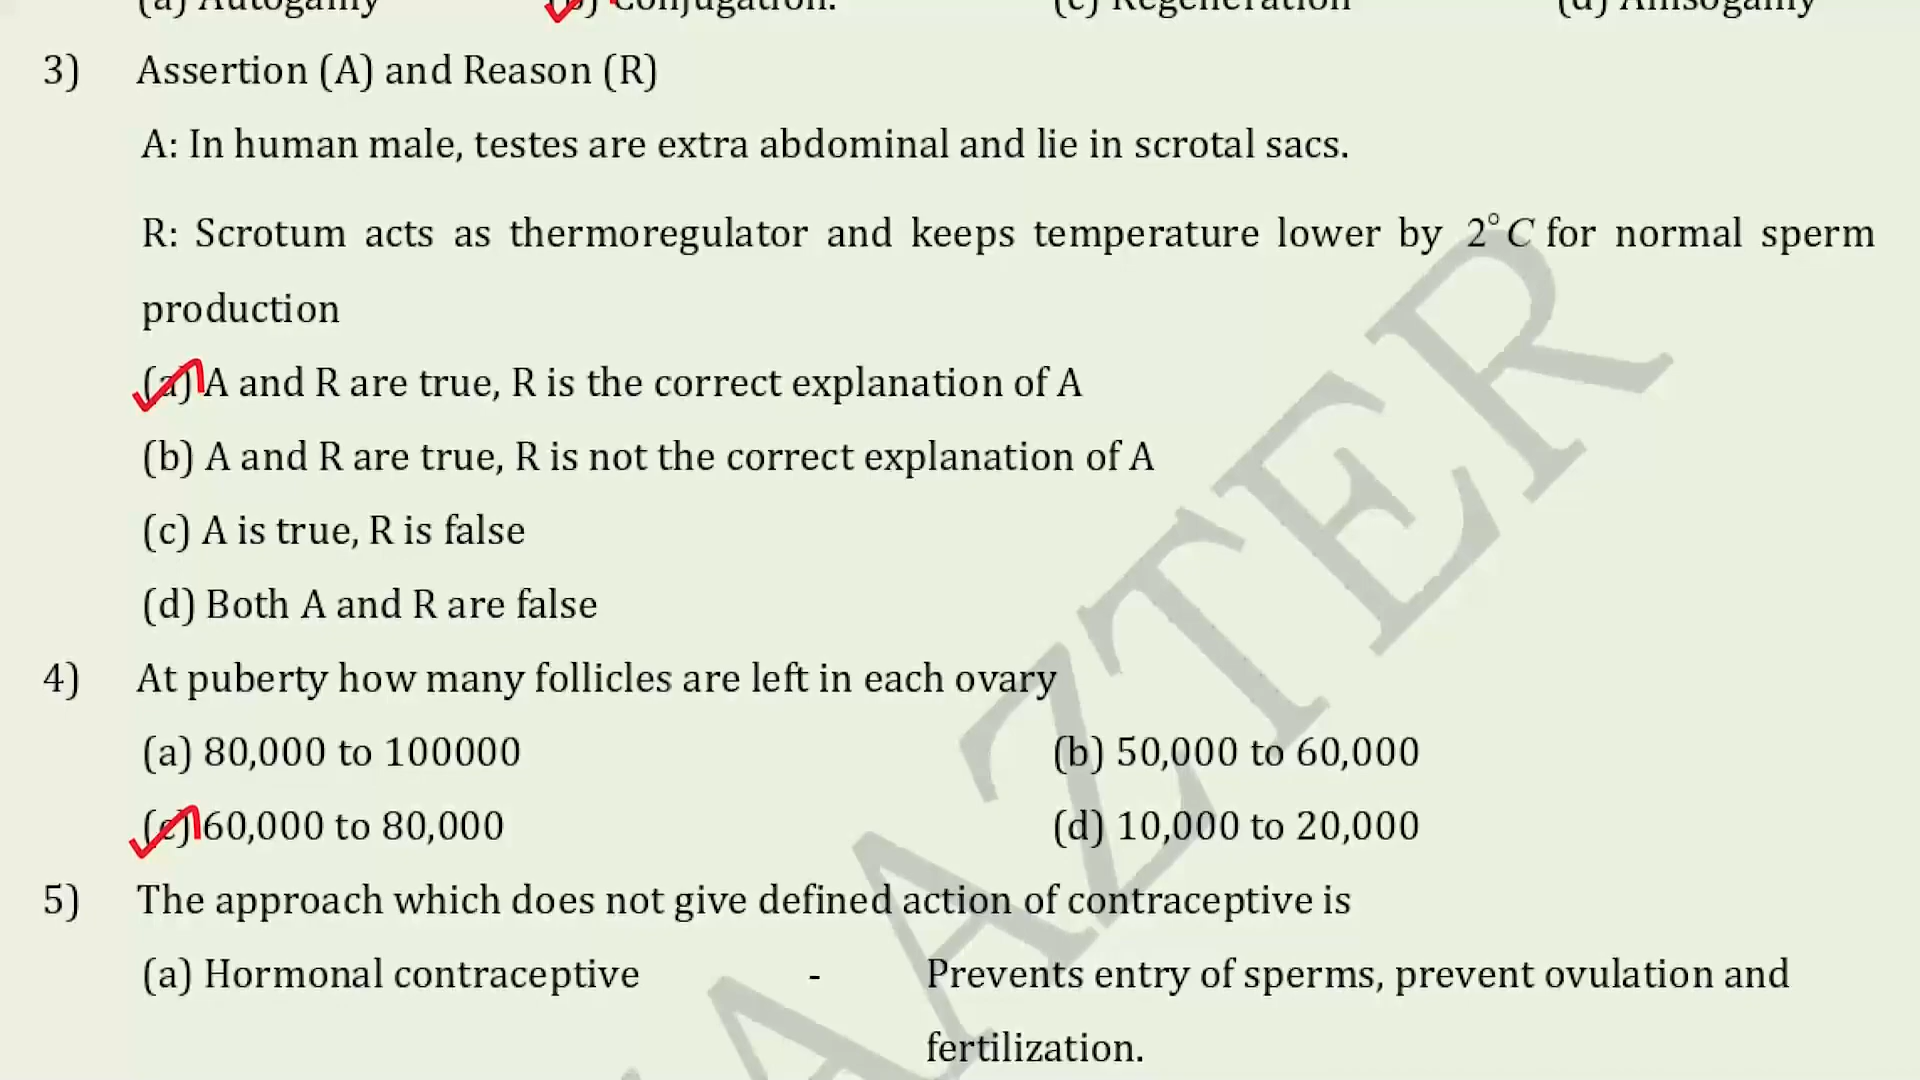 (a) Autogamy (b) Conjugation. (c) Regeneration (d) Anisogamy
3) Assertion (A) and Reason (R)
A: In human male, testes are extra abdominal and lie in scrotal sacs.
R: Scrotum acts as thermoregulator and keeps temperature lower by 2°C for normal sperm
production
(a) A and R are true, R is the correct explanation of A
(b) A and R are true, R is not the correct explanation of A
(c) A is true, R is false
(d) Both A and R are false
4) At puberty how many follicles are left in each ovary
(a) 80,000 to 100000 (b) 50,000 to 60,000
(c) 60,000 to 80,000 (d) 10,000 to 20,000
5) The approach which does not give defined action of contraceptive is
(a) Hormonal contraceptive - Prevents entry of sperms, prevent ovulation and
fertilization.
AAZTER